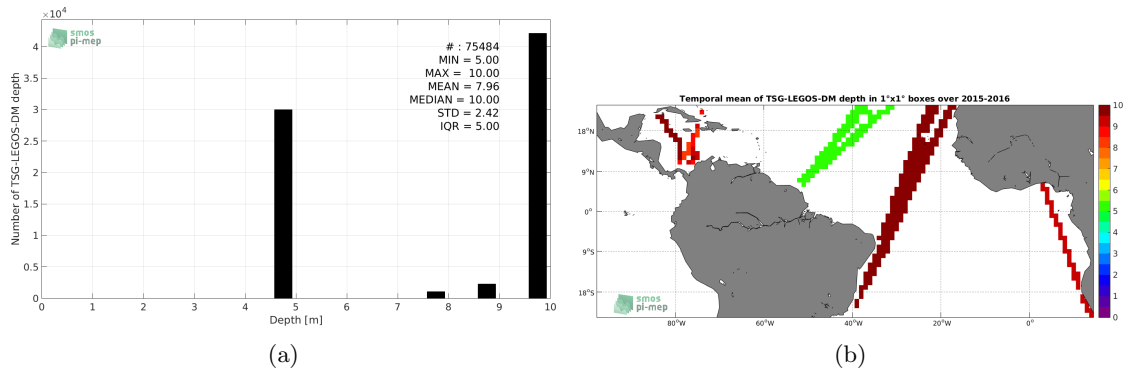 ×10⁴
smos
pi-mep
# : 75484
MIN = 5.00
MAX = 10.00
MEAN = 7.96
MEDIAN = 10.00
STD = 2.42
IQR = 5.00
4
3.5
3
2.5
2
1.5
1
0.5
0
Number of TSG-LEGOS-DM depth
0 1 2 3 4 5 6 7 8 9 10
Depth [m]
(a)
Temporal mean of TSG-LEGOS-DM depth in 1°x1° boxes over 2015-2016
18°N
9°N
0°
9°S
18°S
80°W 60°W 40°W 20°W 0°
smos
pi-mep
10
9
8
7
6
5
4
3
2
1
0
(b)